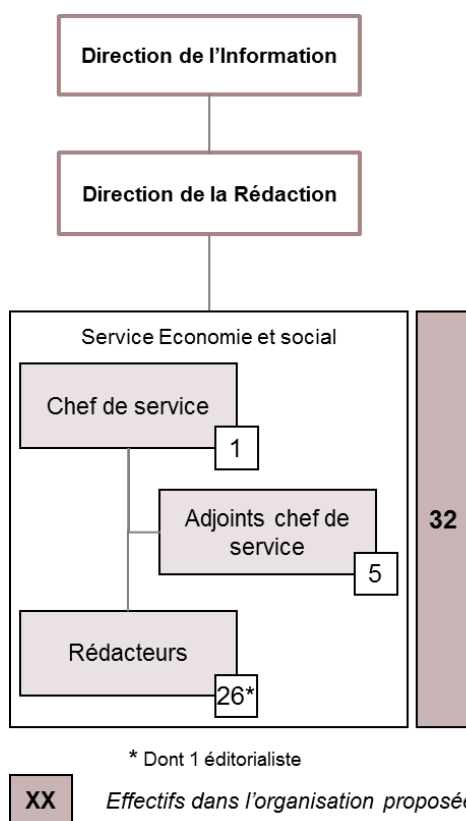 Direction de l'Information
Direction de la Rédaction
Service Economie et social
Chef de service
1
Adjoints chef de
service
5
32
Rédacteurs
26*
* Dont 1 éditorialiste
XX
Effectifs dans l'organisation proposée